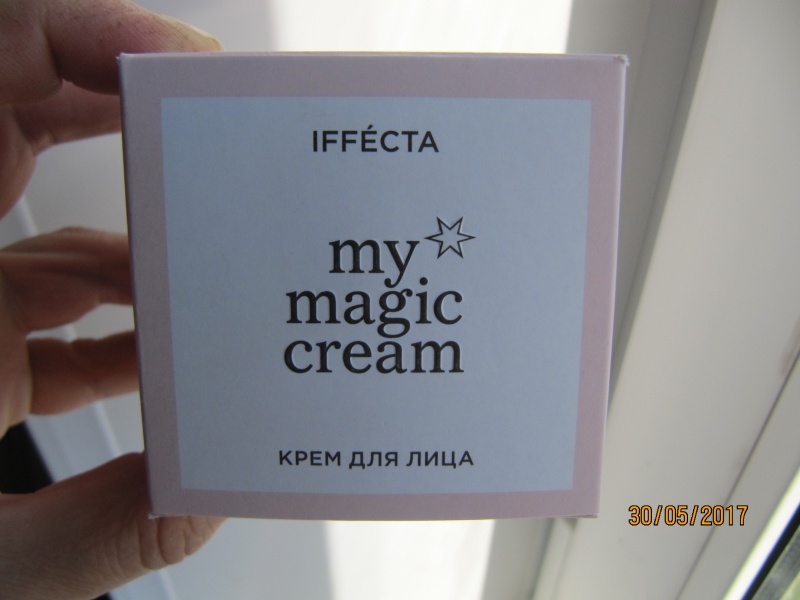 IFFÉCTA
my
magic
cream
КРЕМ ДЛЯ ЛИЦА
30/05/2017